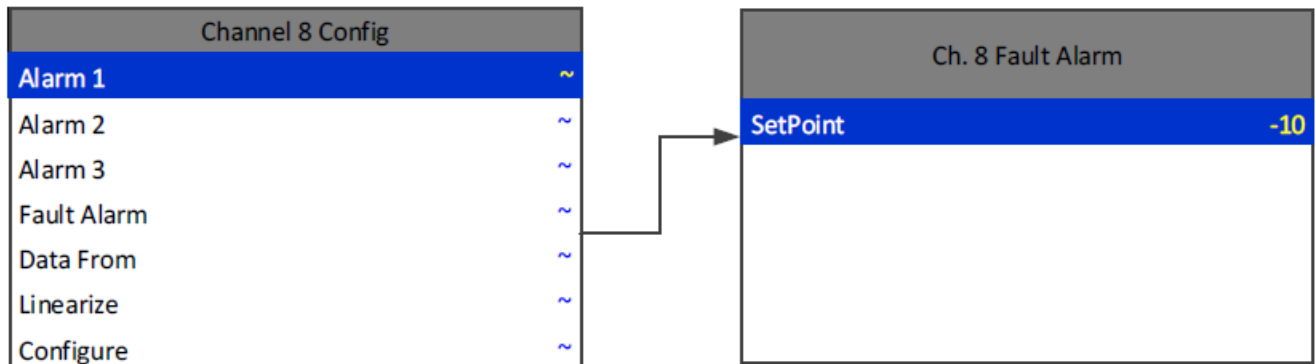 Channel 8 Config
Alarm 1 ~
Alarm 2 ~
Alarm 3 ~
Fault Alarm ~
Data From ~
Linearize ~
Configure ~
Ch. 8 Fault Alarm
SetPoint -10